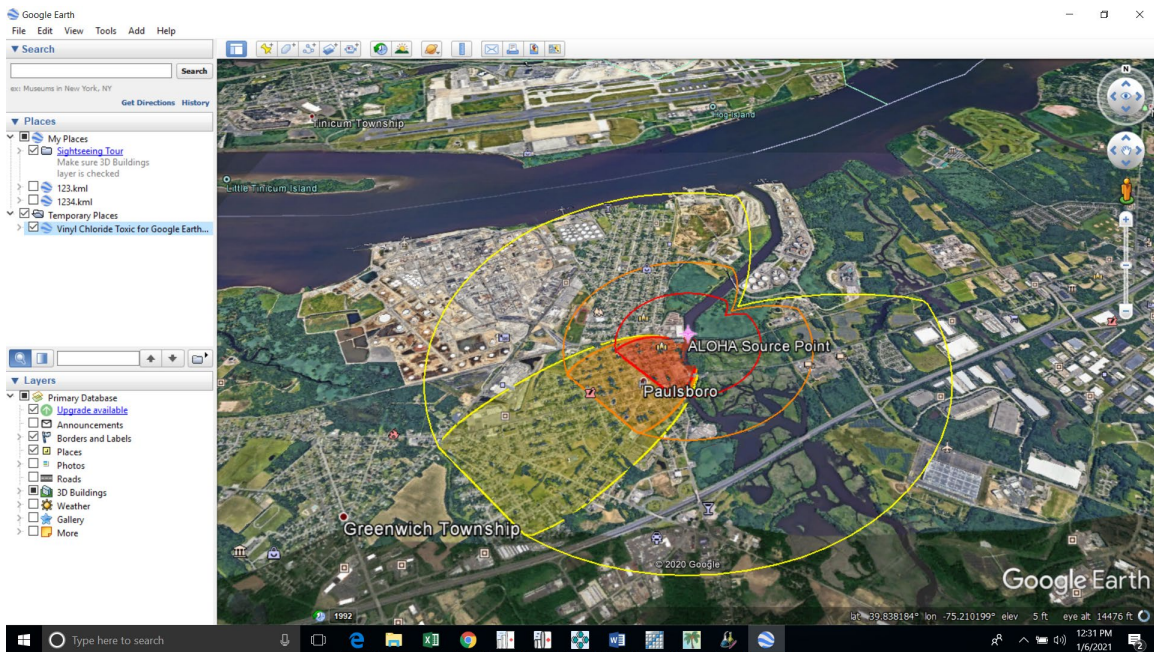 Google Earth
File Edit View Tools Add Help
Search
Search
ex: Museums in New York, NY
Get Directions History
Places
My Places
Sightseeing Tour
Make sure 3D Buildings
layer is checked
123.kml
1234.kml
Temporary Places
Vinyl Chloride Toxic for Google Earth...
Layers
Primary Database
Upgrade available
Announcements
Borders and Labels
Places
Photos
Roads
3D Buildings
Weather
Gallery
More
N
Tinicum Township
Hog Island
Little Tinicum Island
ALOHA Source Point
Paulsboro
Greenwich Township
© 2020 Google
Google Earth
1992
lat 39.838184° lon -75.210199° elev 5 ft eye alt 14476 ft
Type here to search
12:31 PM
1/6/2021
2